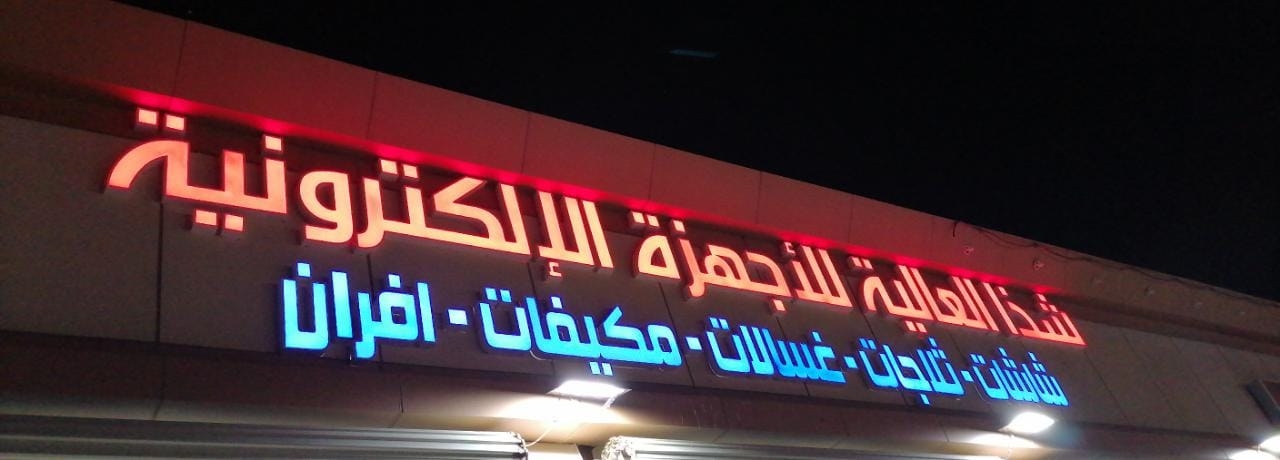 شذا العالية للأجهزة الإلكترونية
شاشات - ثلاجات - غسالات - مكيفات - افران